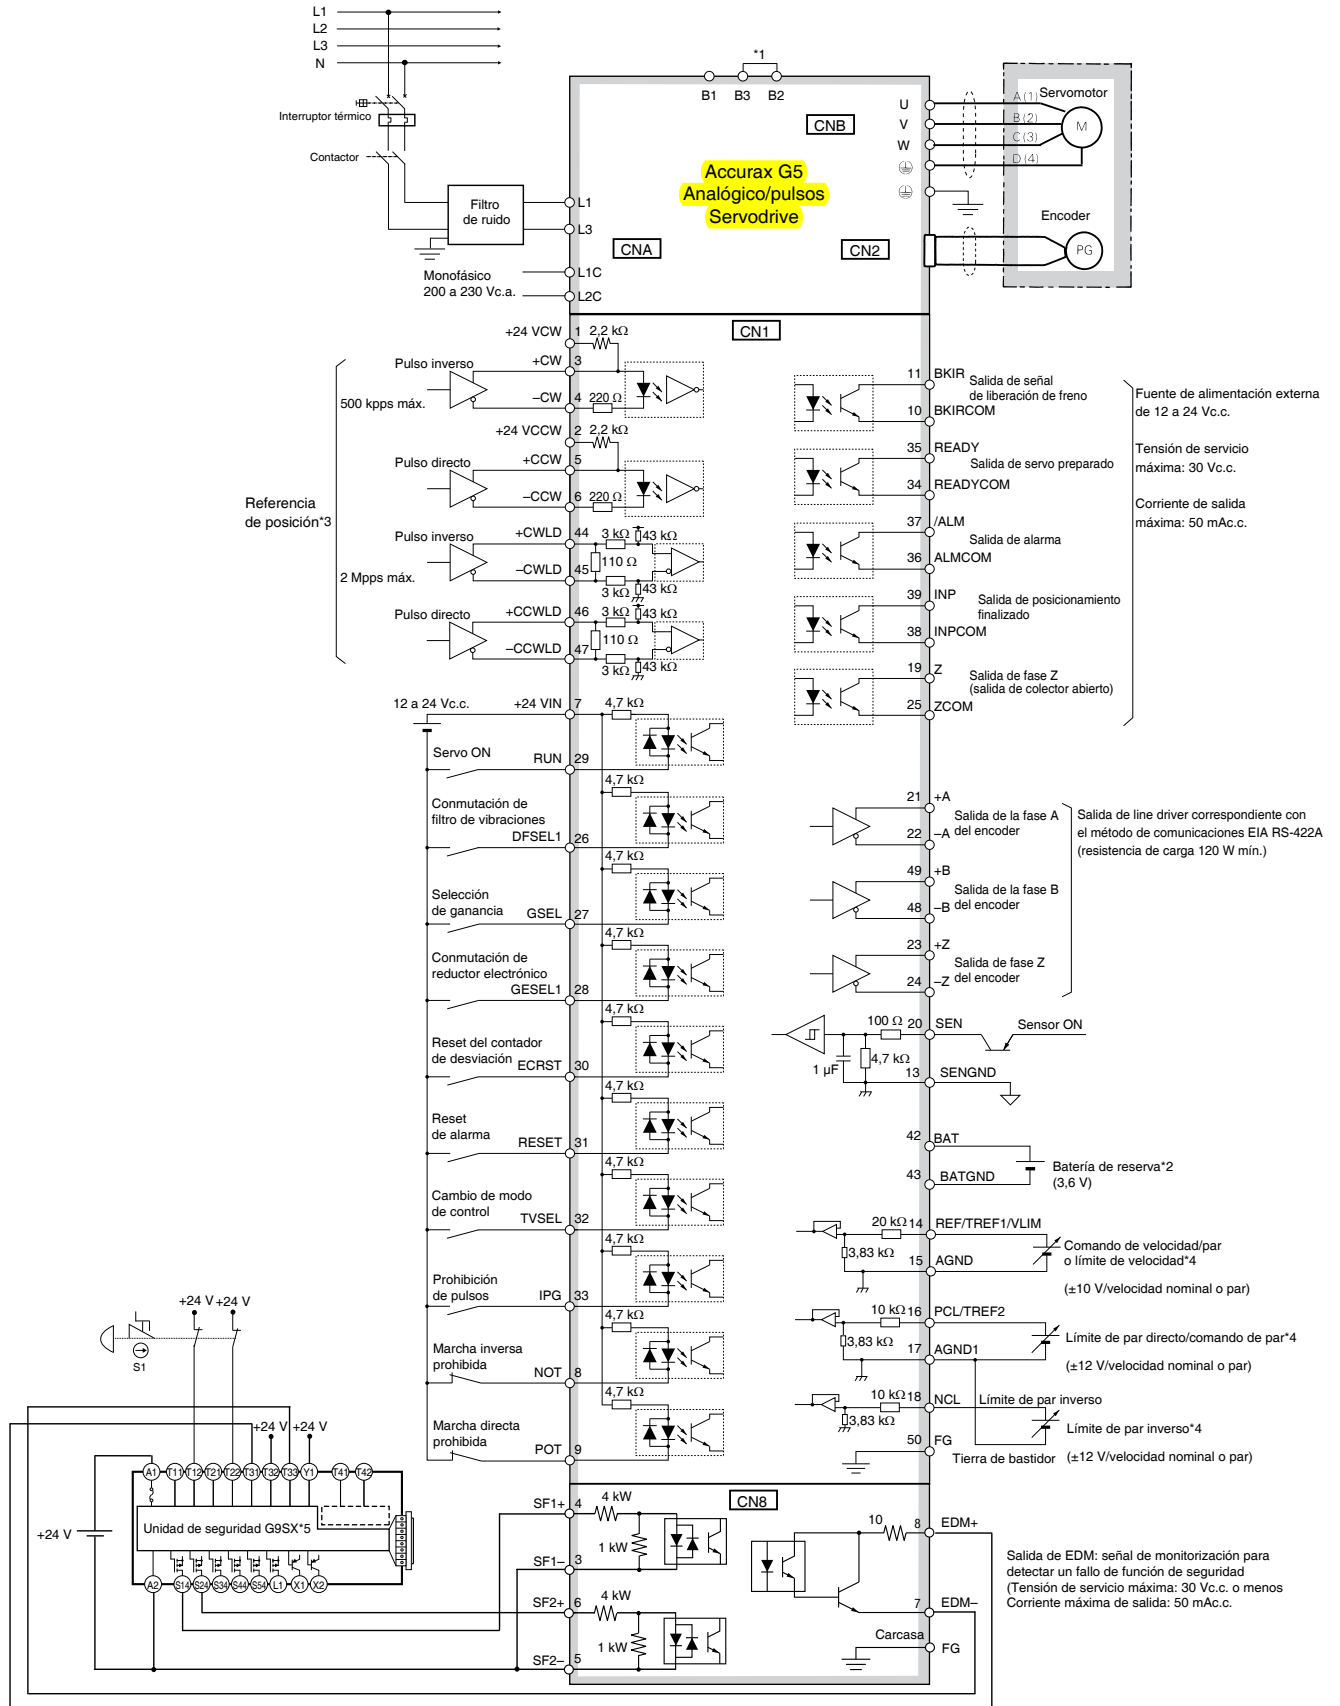 L1
L2
L3
N
Interruptor térmico
Contactor
Filtro
de ruido
L1
L3
Monofásico
200 a 230 Vc.a.
L1C
L2C
*1
B1 B3 B2
CNB
Accurax G5
Analógico/pulsos
Servodrive
CNA
CN2
U
V
W
A (1)
B (2)
C (3)
D (4)
Servomotor
M
Encoder
PG
CN1
Referencia
de posición*3
500 kpps máx.
2 Mpps máx.
+24 VCW 1 2,2 kΩ
Pulso inverso
+CW 3
–CW 4 220 Ω
+24 VCCW 2 2,2 kΩ
Pulso directo
+CCW 5
–CCW 6 220 Ω
Pulso inverso
+CWLD 44 3 kΩ 43 kΩ
110 Ω
–CWLD 45
3 kΩ 43 kΩ
Pulso directo
+CCWLD 46 3 kΩ 43 kΩ
110 Ω
–CCWLD 47
3 kΩ 43 kΩ
12 a 24 Vc.c.
+24 VIN 7 4,7 kΩ
Servo ON
RUN 29
4,7 kΩ
Conmutación de
filtro de vibraciones
DFSEL1 26
4,7 kΩ
Selección
de ganancia
GSEL 27
4,7 kΩ
Conmutación de
reductor electrónico
GESEL1 28
4,7 kΩ
Reset del contador
de desviación
ECRST 30
4,7 kΩ
Reset
de alarma
RESET 31
4,7 kΩ
Cambio de modo
de control
TVSEL 32
4,7 kΩ
Prohibición
de pulsos
IPG 33
4,7 kΩ
Marcha inversa
prohibida
NOT 8
4,7 kΩ
Marcha directa
prohibida
POT 9
11 BKIR
Salida de señal
de liberación de freno
10 BKIRCOM
35 READY
Salida de servo preparado
34 READYCOM
37 /ALM
Salida de alarma
36 ALMCOM
39 INP
Salida de posicionamiento
finalizado
38 INPCOM
19 Z
Salida de fase Z
(salida de colector abierto)
25 ZCOM
Fuente de alimentación externa
de 12 a 24 Vc.c.
Tensión de servicio
máxima: 30 Vc.c.
Corriente de salida
máxima: 50 mAc.c.
21 +A
Salida de la fase A
22 –A del encoder
49 +B
Salida de la fase B
48 –B del encoder
23 +Z
Salida de fase Z
24 –Z del encoder
Salida de line driver correspondiente con
el método de comunicaciones EIA RS-422A
(resistencia de carga 120 W mín.)
100 Ω 20 SEN Sensor ON
1 µF 4,7 kΩ
13 SENGND
42 BAT
43 BATGND
Batería de reserva*2
(3,6 V)
20 kΩ 14 REF/TREF1/VLIM
3,83 kΩ
15 AGND
Comando de velocidad/par
o límite de velocidad*4
(±10 V/velocidad nominal o par)
10 kΩ 16 PCL/TREF2
3,83 kΩ
17 AGND1
Límite de par directo/comando de par*4
(±12 V/velocidad nominal o par)
10 kΩ 18 NCL Límite de par inverso
3,83 kΩ
Límite de par inverso*4
50 FG
Tierra de bastidor (±12 V/velocidad nominal o par)
+24 V +24 V
S1
+24 V +24 V
A1 T11 T12 T21 T22 T31 T32 T33 Y1 T41 T42
+24 V
Unidad de seguridad G9SX*5
A2 S14 S24 S34 S44 S54 L1 X1 X2
CN8
SF1+ 4 4 kW
1 kW
SF1– 3
SF2+ 6 4 kW
1 kW
SF2– 5
10 8 EDM+
7 EDM–
Carcasa
FG
Salida de EDM: señal de monitorización para
detectar un fallo de función de seguridad
(Tensión de servicio máxima: 30 Vc.c. o menos
Corriente máxima de salida: 50 mAc.c.